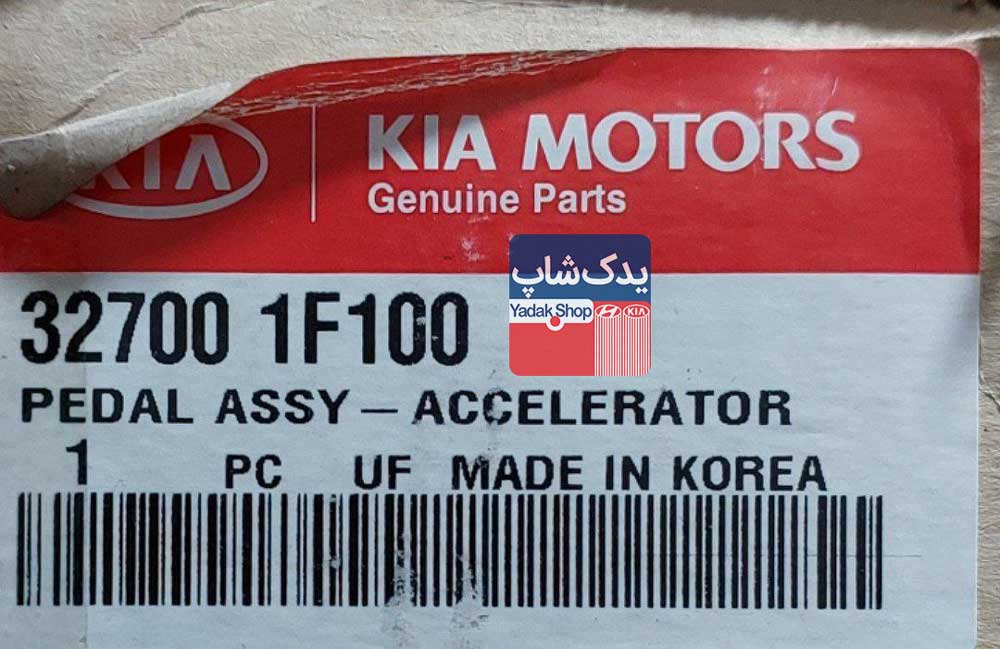 KIA
KIA MOTORS
Genuine Parts
یدک‌شاپ
Yadak Shop
KIA
32700 1F100
PEDAL ASSY – ACCELERATOR
1 PC UF MADE IN KOREA